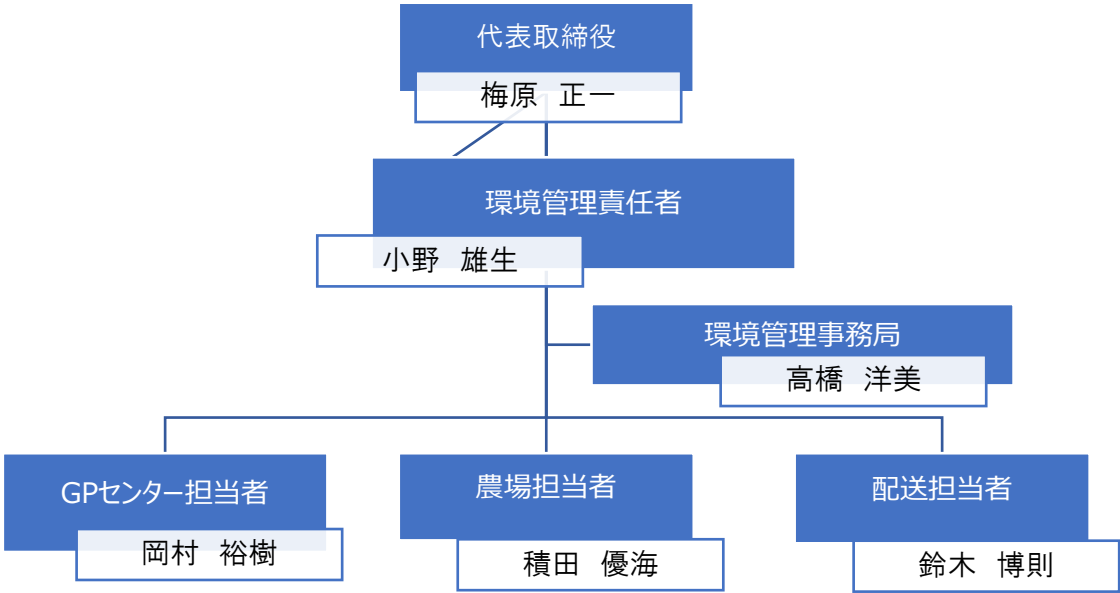 代表取締役
梅原 正一
環境管理責任者
小野 雄生
環境管理事務局
高橋 洋美
GPセンター担当者
岡村 裕樹
農場担当者
積田 優海
配送担当者
鈴木 博則